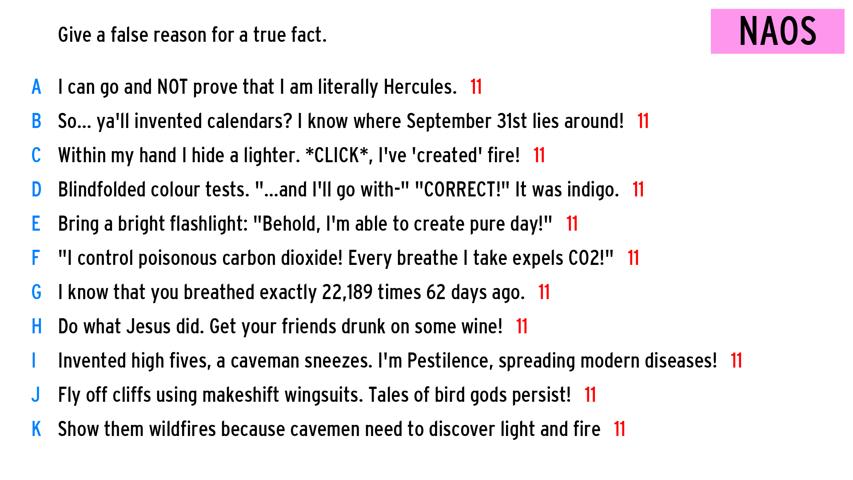 Give a false reason for a true fact.
NAOS
A I can go and NOT prove that I am literally Hercules. 11
B So... ya'll invented calendars? I know where September 31st lies around! 11
C Within my hand I hide a lighter. *CLICK*, I've 'created' fire! 11
D Blindfolded colour tests. "...and I'll go with-" "CORRECT!" It was indigo. 11
E Bring a bright flashlight: "Behold, I'm able to create pure day!" 11
F "I control poisonous carbon dioxide! Every breathe I take expels CO2!" 11
G I know that you breathed exactly 22,189 times 62 days ago. 11
H Do what Jesus did. Get your friends drunk on some wine! 11
I Invented high fives, a caveman sneezes. I'm Pestilence, spreading modern diseases! 11
J Fly off cliffs using makeshift wingsuits. Tales of bird gods persist! 11
K Show them wildfires because cavemen need to discover light and fire 11